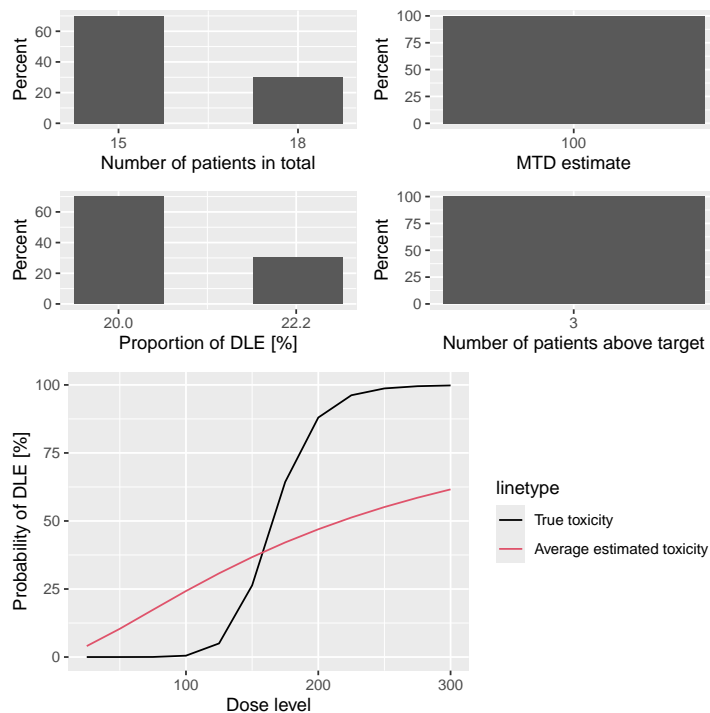 Percent
0
20
40
60
15
18
Number of patients in total
Percent
0
25
50
75
100
100
MTD estimate
Percent
0
20
40
60
20.0
22.2
Proportion of DLE [%]
Percent
0
25
50
75
100
3
Number of patients above target
Probability of DLE [%]
0
25
50
75
100
100
200
300
Dose level
linetype
True toxicity
Average estimated toxicity